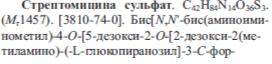 Стрептомицина сульфат. C₄₂H₈₄N₁₄O₃₆S₃.
(Mᵣ1457). [3810-74-0]. Бис[N,N'-бис(аминоими-
нометил)-4-O-[5-дезокси-2-O-[2-дезокси-2(ме-
тиламино)-(-L-глюкопиранозил]-3-C-фор-